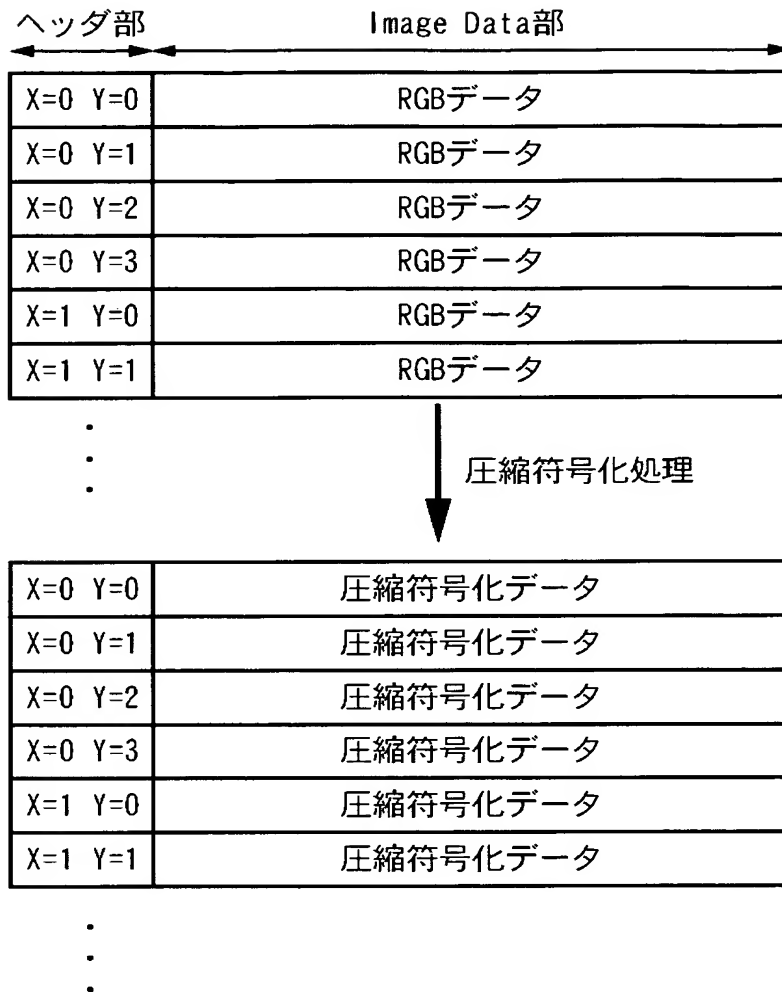 ヘッダ部 Image Data部
X=0 Y=0 RGBデータ
X=0 Y=1 RGBデータ
X=0 Y=2 RGBデータ
X=0 Y=3 RGBデータ
X=1 Y=0 RGBデータ
X=1 Y=1 RGBデータ
圧縮符号化処理
X=0 Y=0 圧縮符号化データ
X=0 Y=1 圧縮符号化データ
X=0 Y=2 圧縮符号化データ
X=0 Y=3 圧縮符号化データ
X=1 Y=0 圧縮符号化データ
X=1 Y=1 圧縮符号化データ